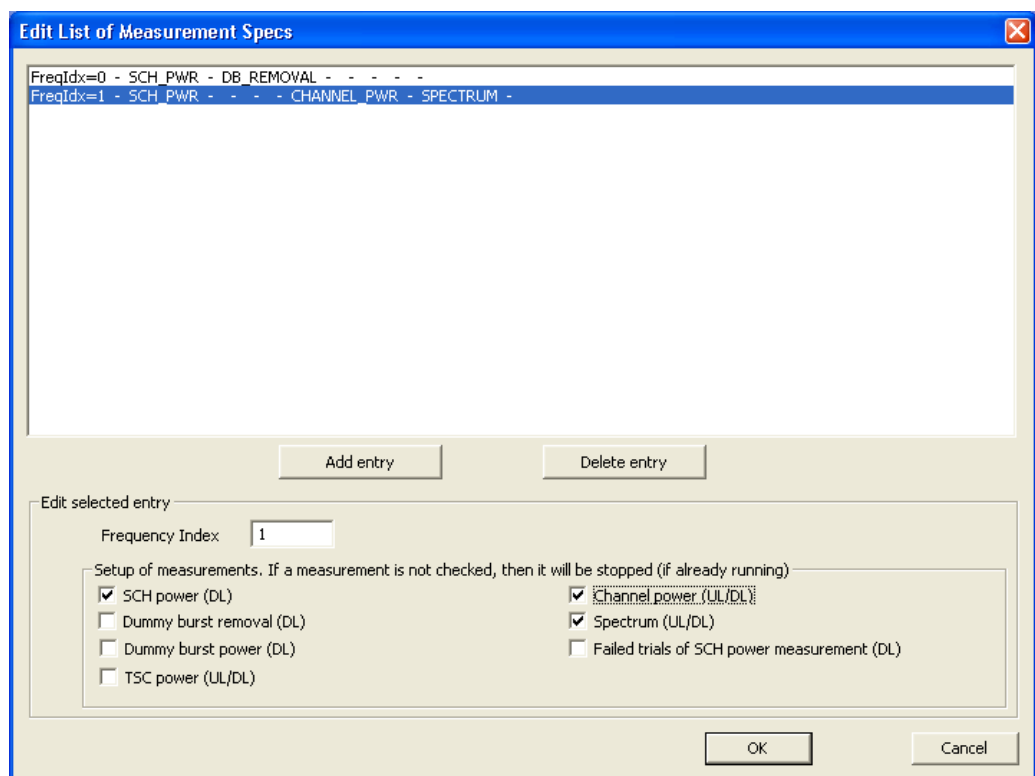 Edit List of Measurement Specs
FreqIdx=0 - SCH_PWR - DB_REMOVAL - - - - -
FreqIdx=1 - SCH_PWR - - - - CHANNEL_PWR - SPECTRUM -
Add entry
Delete entry
Edit selected entry
Frequency Index
1
Setup of measurements. If a measurement is not checked, then it will be stopped (if already running)
SCH power (DL)
Dummy burst removal (DL)
Dummy burst power (DL)
TSC power (UL/DL)
Channel power (UL/DL)
Spectrum (UL/DL)
Failed trials of SCH power measurement (DL)
OK
Cancel